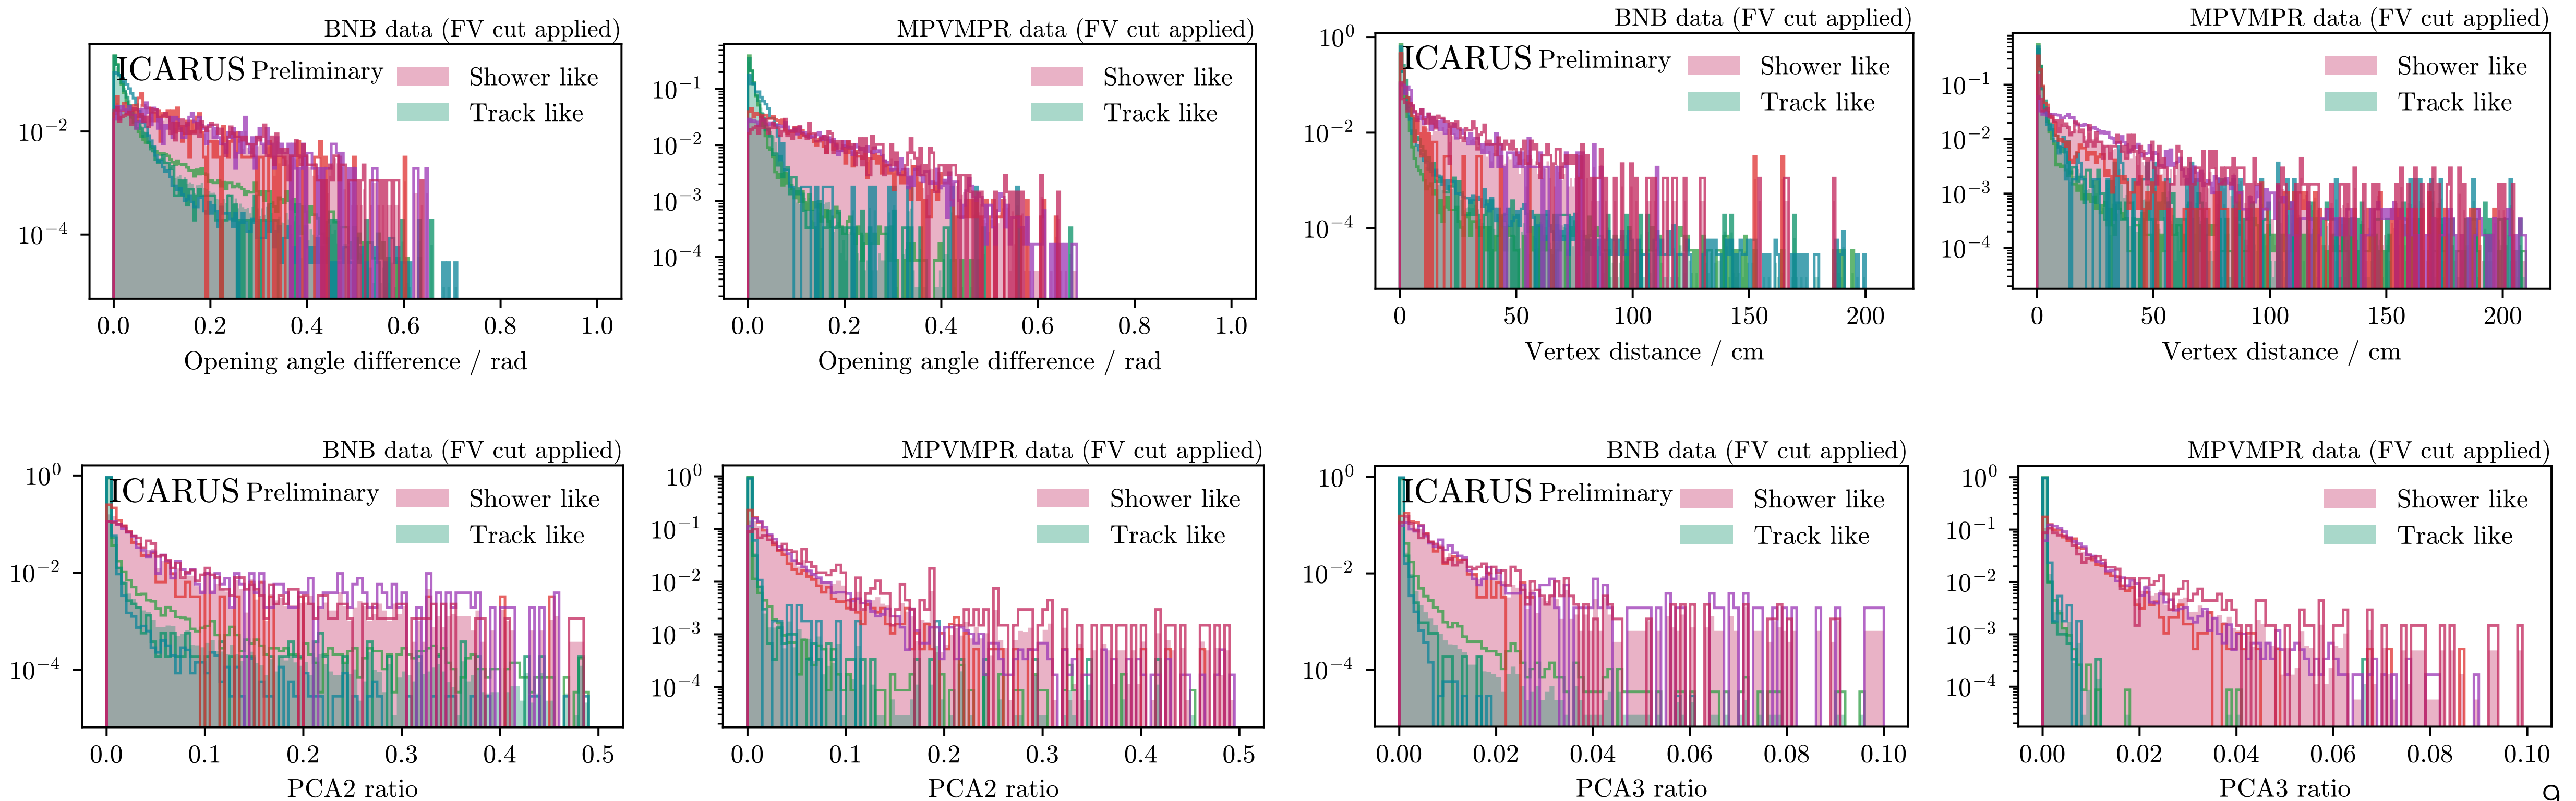 BNB data (FV cut applied)
ICARUS Preliminary
Shower like
Track like
10⁻²
10⁻⁴
0.0 0.2 0.4 0.6 0.8 1.0
Opening angle difference / rad
MPVMPR data (FV cut applied)
Shower like
Track like
10⁻¹
10⁻²
10⁻³
10⁻⁴
0.0 0.2 0.4 0.6 0.8 1.0
Opening angle difference / rad
BNB data (FV cut applied)
ICARUS Preliminary
Shower like
Track like
10⁰
10⁻²
10⁻⁴
0 50 100 150 200
Vertex distance / cm
MPVMPR data (FV cut applied)
Shower like
Track like
10⁻¹
10⁻²
10⁻³
10⁻⁴
0 50 100 150 200
Vertex distance / cm
BNB data (FV cut applied)
ICARUS Preliminary
Shower like
Track like
10⁰
10⁻²
10⁻⁴
0.0 0.1 0.2 0.3 0.4 0.5
PCA2 ratio
MPVMPR data (FV cut applied)
Shower like
Track like
10⁰
10⁻¹
10⁻²
10⁻³
10⁻⁴
0.0 0.1 0.2 0.3 0.4 0.5
PCA2 ratio
BNB data (FV cut applied)
ICARUS Preliminary
Shower like
Track like
10⁰
10⁻²
10⁻⁴
0.00 0.02 0.04 0.06 0.08 0.10
PCA3 ratio
MPVMPR data (FV cut applied)
Shower like
Track like
10⁰
10⁻¹
10⁻²
10⁻³
10⁻⁴
0.00 0.02 0.04 0.06 0.08 0.10
PCA3 ratio